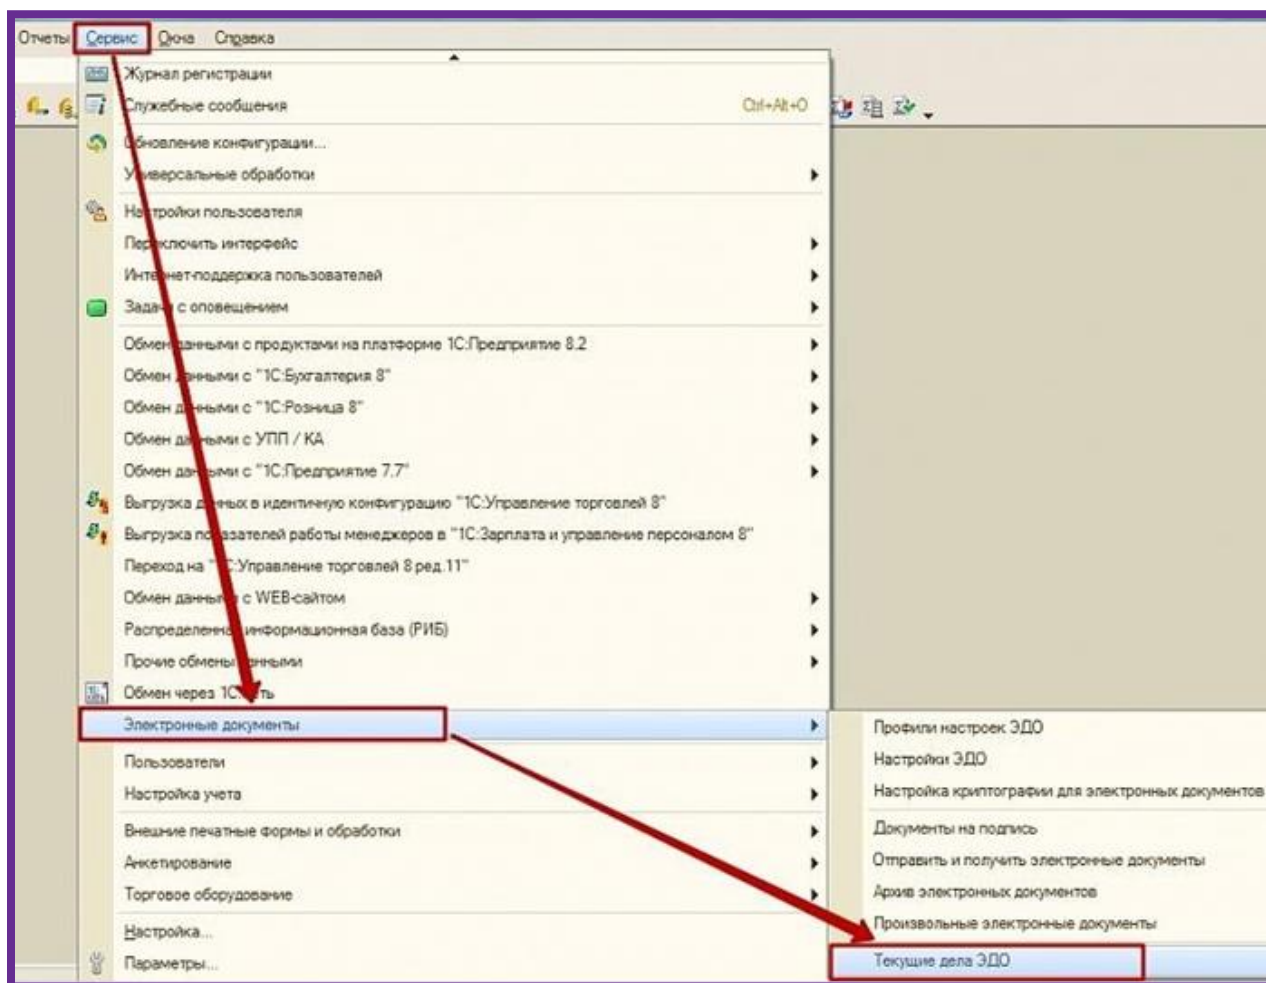 Отчеты Сервис Окна Справка
Журнал регистрации
Служебные сообщения Ctrl+Alt+O
Обновление конфигурации...
Универсальные обработки
Настройки пользователя
Переключить интерфейс
Интернет-поддержка пользователей
Задачи с оповещением
Обмен данными с продуктами на платформе 1С:Предприятие 8.2
Обмен данными с "1С:Бухгалтерия 8"
Обмен данными с "1С:Розница 8"
Обмен данными с УПП / КА
Обмен данными с "1С:Предприятие 7.7"
Выгрузка данных в идентичную конфигурацию "1С:Управление торговлей 8"
Выгрузка показателей работы менеджеров в "1С:Зарплата и управление персоналом 8"
Переход на "1С:Управление торговлей 8 ред.11"
Обмен данными с WEB-сайтом
Распределенная информационная база (РИБ)
Прочие обмены данными
Обмен через 1С:Сеть
Электронные документы
Пользователи
Настройка учета
Внешние печатные формы и обработки
Анкетирование
Торговое оборудование
Настройка...
Параметры...
Профили настроек ЭДО
Настройки ЭДО
Настройка криптографии для электронных документов
Документы на подпись
Отправить и получить электронные документы
Архив электронных документов
Произвольные электронные документы
Текущие дела ЭДО